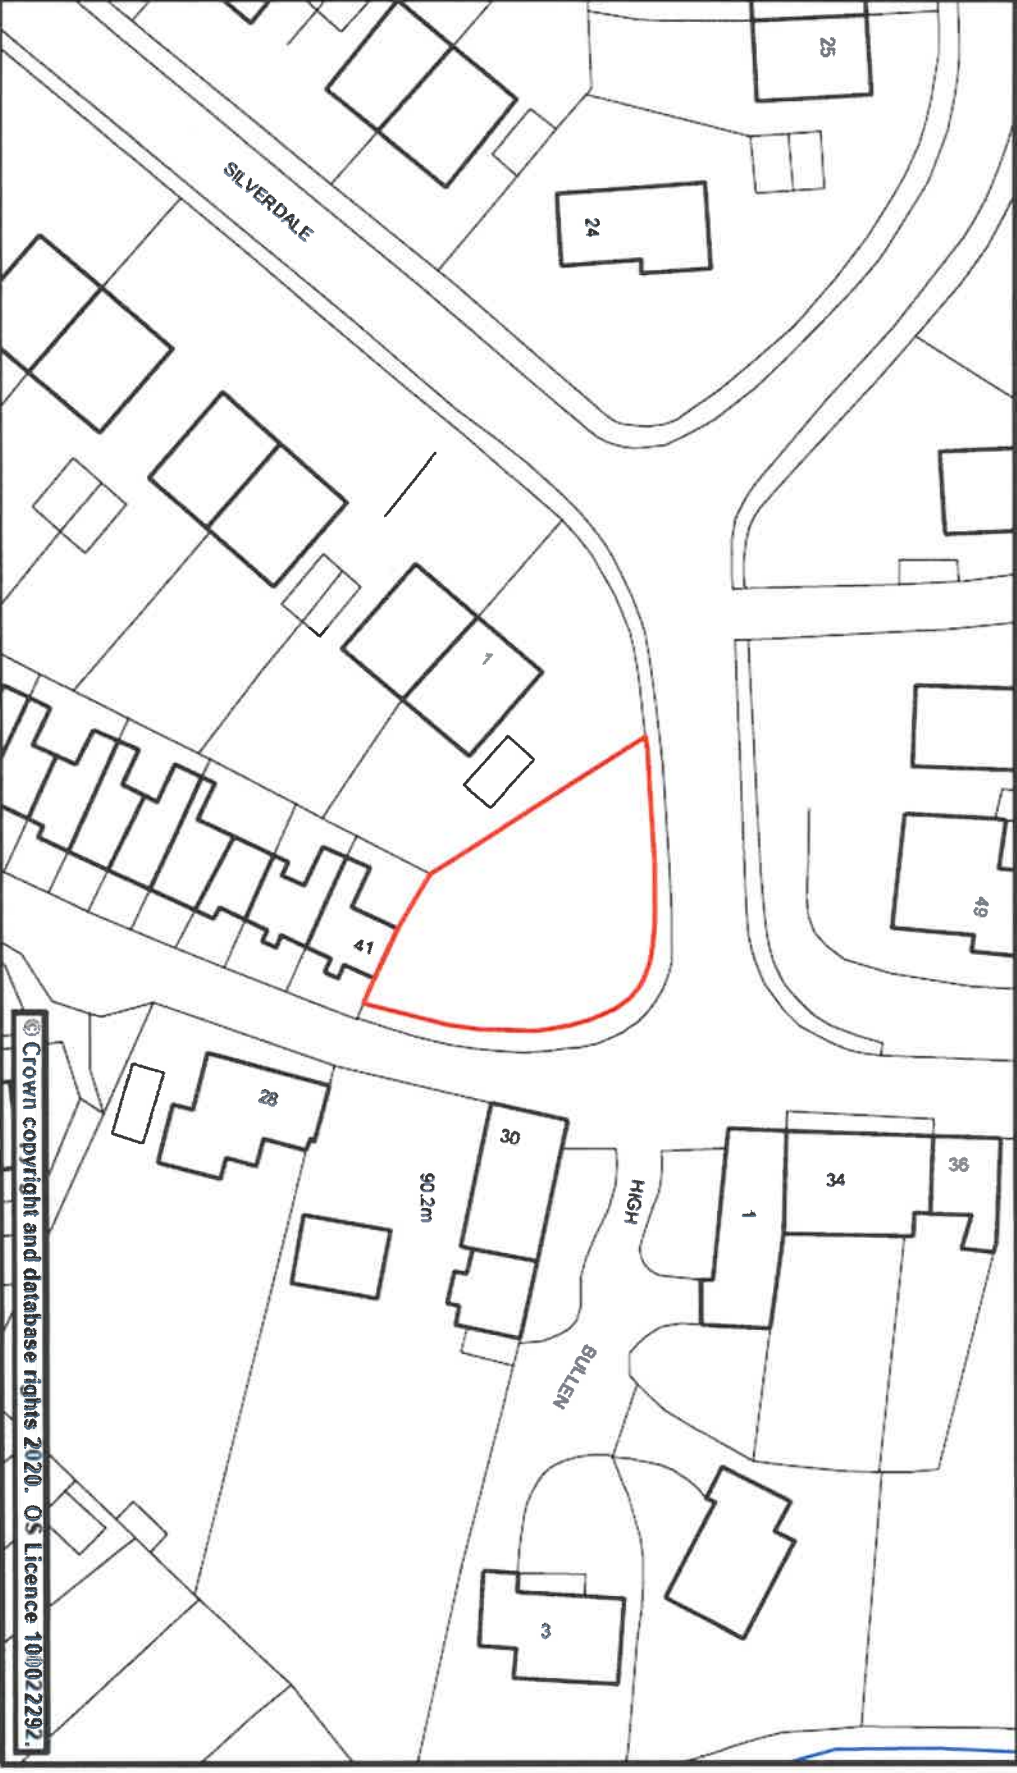 25
24
SILVERDALE
1
49
41
28
30
36
34
1
HIGH
90.2m
BULLEN
3
© Crown copyright and database rights 2020. OS Licence 100022292.